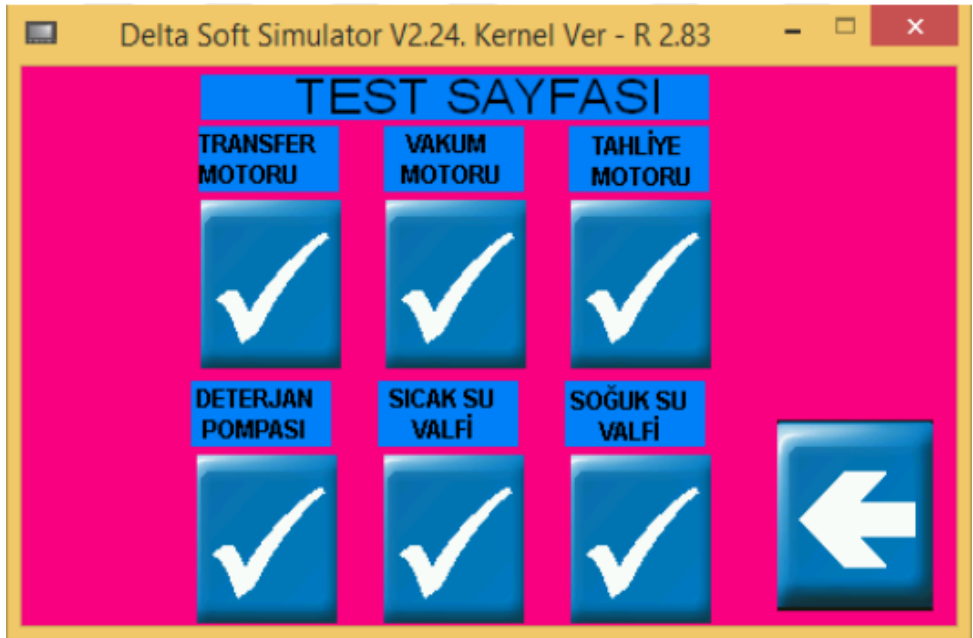 Delta Soft Simulator V2.24. Kernel Ver - R 2.83
TEST SAYFASI
TRANSFER
MOTORU
VAKUM
MOTORU
TAHLİYE
MOTORU
DETERJAN
POMPASI
SICAK SU
VALFİ
SOĞUK SU
VALFİ